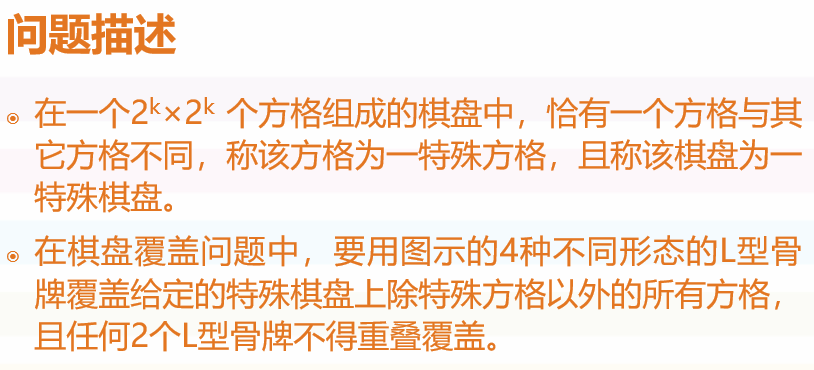 问题描述
在一个2ᵏ×2ᵏ 个方格组成的棋盘中，恰有一个方格与其
它方格不同，称该方格为一特殊方格，且称该棋盘为一
特殊棋盘。
在棋盘覆盖问题中，要用图示的4种不同形态的L型骨
牌覆盖给定的特殊棋盘上除特殊方格以外的所有方格，
且任何2个L型骨牌不得重叠覆盖。